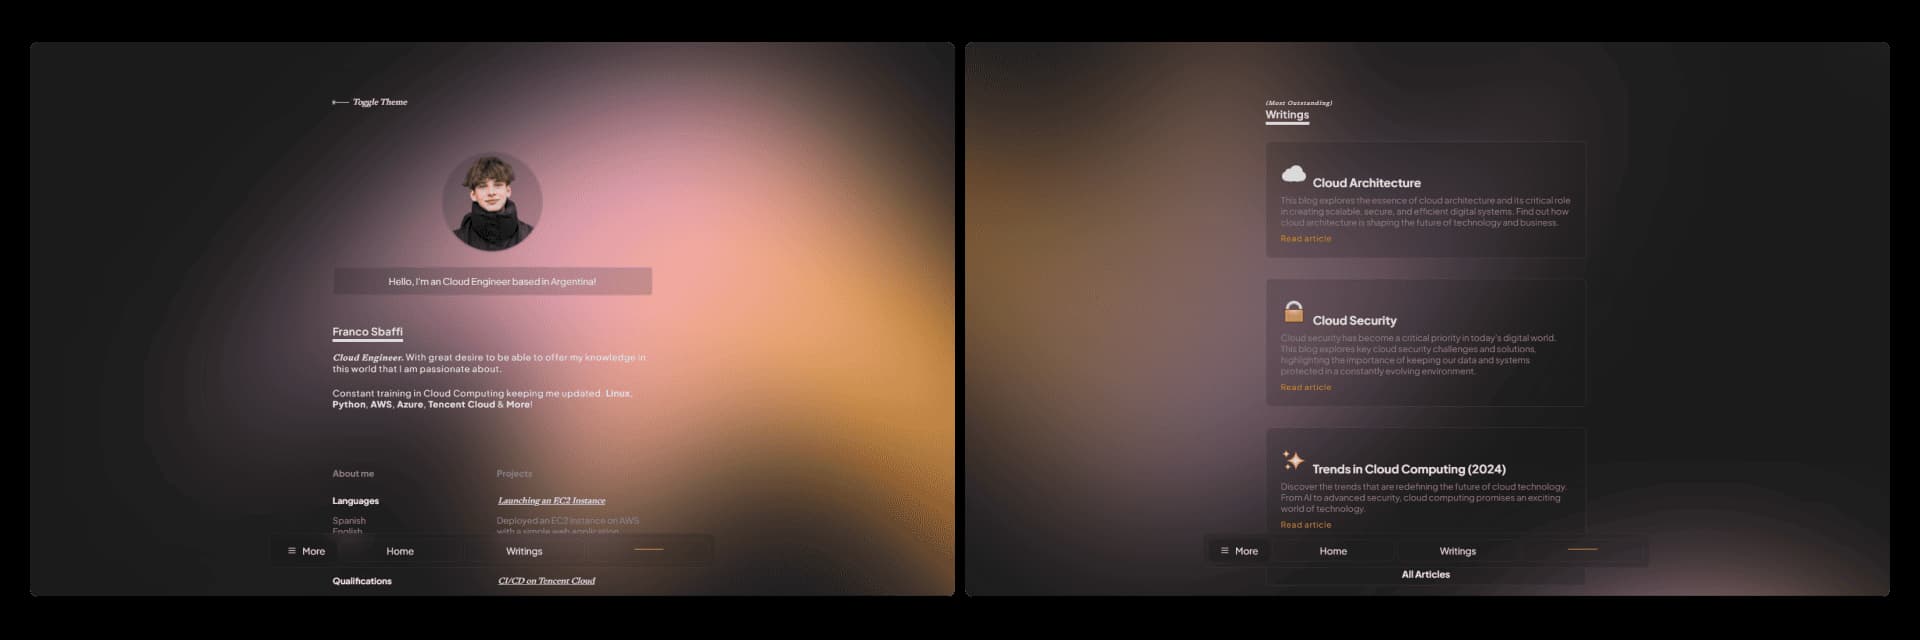 Toggle Theme
Hello, I'm an Cloud Engineer based in Argentina!
Franco Sbaffi
Cloud Engineer. With great desire to be able to offer my knowledge in
this world that I am passionate about.
Constant training in Cloud Computing keeping me updated. Linux,
Python, AWS, Azure, Tencent Cloud & More!
About me
Languages
Spanish
English
Qualifications
Projects
Launching an EC2 Instance
Deployed an EC2 Instance on AWS
with a simple web application
CI/CD on Tencent Cloud
More
Home
Writings
(Most Outstanding)
Writings
Cloud Architecture
This blog explores the essence of cloud architecture and its critical role
in creating scalable, secure, and efficient digital systems. Find out how
cloud architecture is shaping the future of technology and business.
Read article
Cloud Security
Cloud security has become a critical priority in today's digital world.
This blog explores key cloud security challenges and solutions,
highlighting the importance of keeping our data and systems
protected in a constantly evolving environment.
Read article
Trends in Cloud Computing (2024)
Discover the trends that are redefining the future of cloud technology.
From AI to advanced security, cloud computing promises an exciting
world of technology.
Read article
More
Home
Writings
All Articles